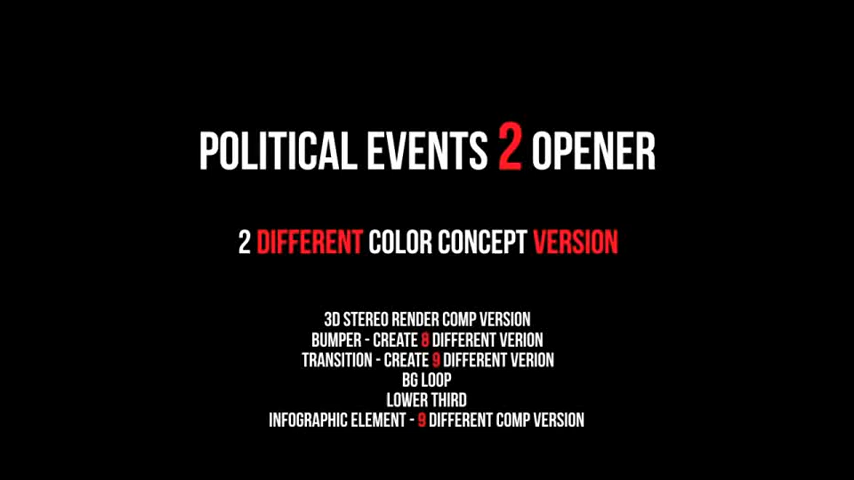 POLITICAL EVENTS 2 OPENER
2 DIFFERENT COLOR CONCEPT VERSION
3D STEREO RENDER COMP VERSION
BUMPER - CREATE 8 DIFFERENT VERION
TRANSITION - CREATE 9 DIFFERENT VERION
BG LOOP
LOWER THIRD
INFOGRAPHIC ELEMENT - 9 DIFFERENT COMP VERSION